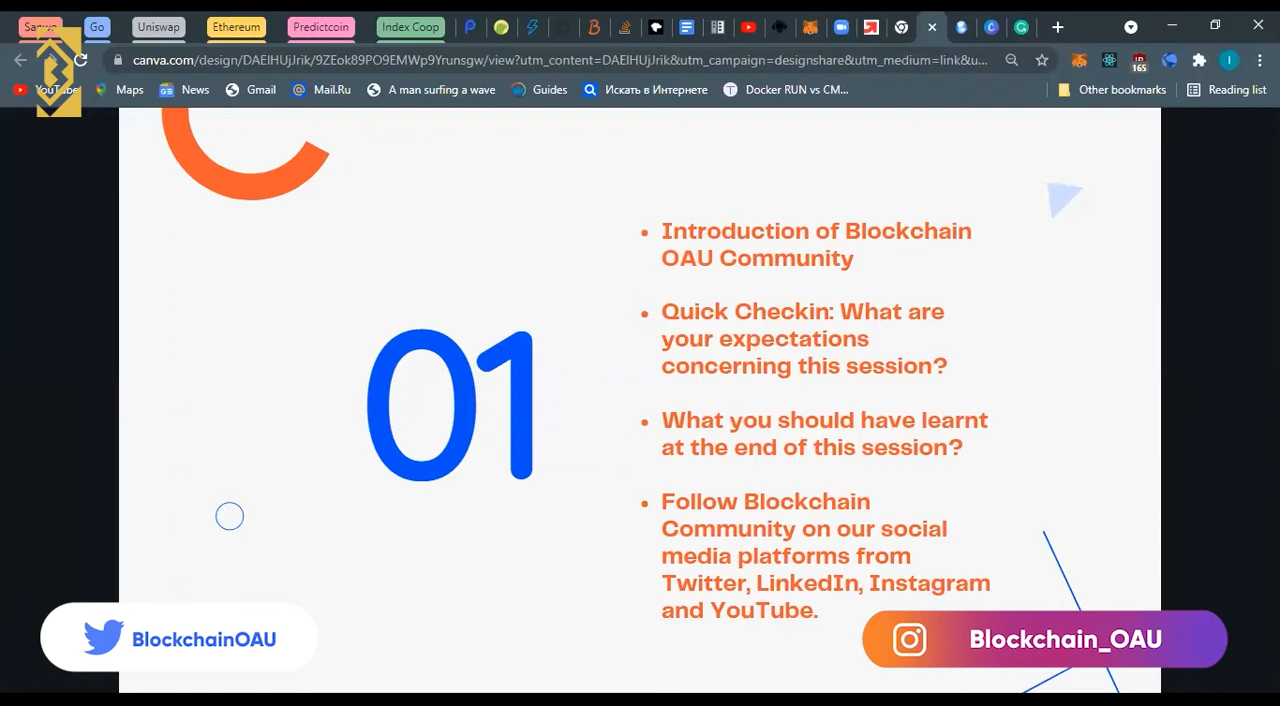 Go
Uniswap
Ethereum
Predictcoin
Index Coop
canva.com/design/DAElHUjJrik/9ZEok89PO9EMWp9Yrunsgw/view?utm_content=DAElHUjJrik&utm_campaign=designshare&utm_medium=link&u...
165
I
YouTube
Maps
News
Gmail
Mail.Ru
A man surfing a wave
Guides
Искать в Интернете
Docker RUN vs CM...
Other bookmarks
Reading list
01
• Introduction of Blockchain
OAU Community
• Quick Checkin: What are
your expectations
concerning this session?
• What you should have learnt
at the end of this session?
• Follow Blockchain
Community on our social
media platforms from
Twitter, LinkedIn, Instagram
and YouTube.
BlockchainOAU
Blockchain_OAU